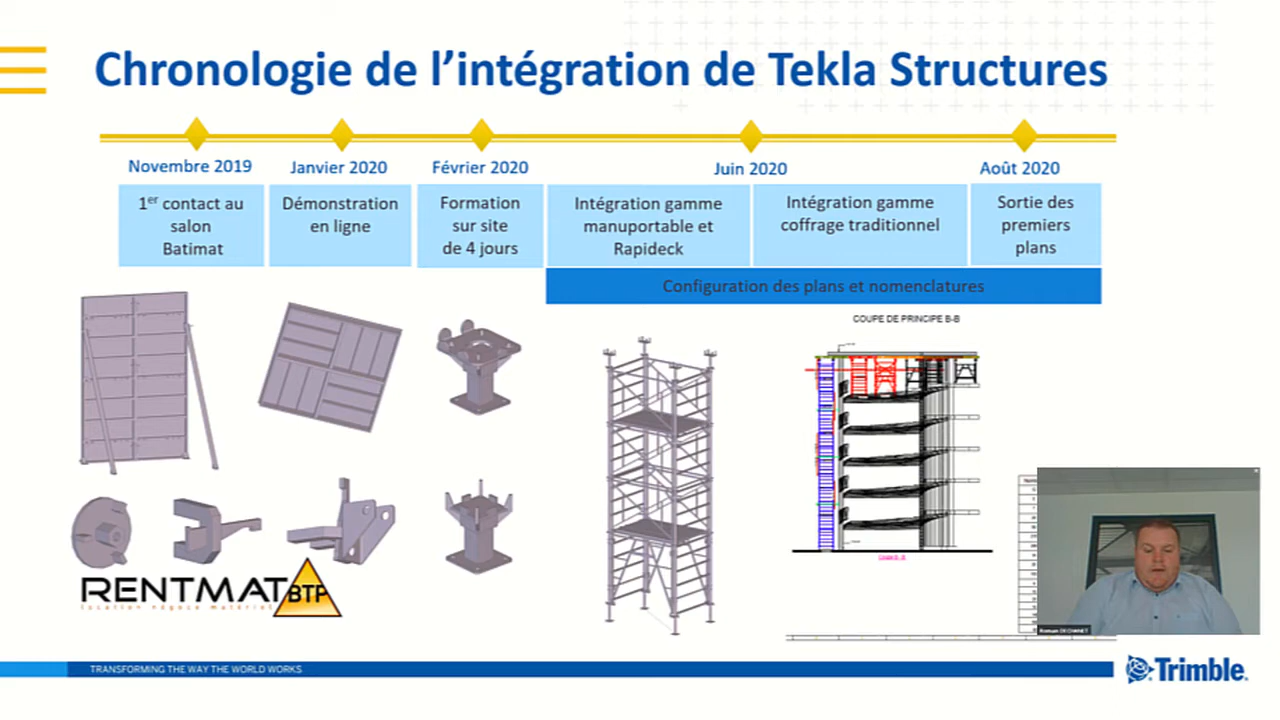 Chronologie de l'intégration de Tekla Structures
Novembre 2019
Janvier 2020
Février 2020
Juin 2020
Août 2020
1er contact au
salon
Batimat
Démonstration
en ligne
Formation
sur site
de 4 jours
Intégration gamme
manuportable et
Rapideck
Intégration gamme
coffrage traditionnel
Sortie des
premiers
plans
Configuration des plans et nomenclatures
COUPE DE PRINCIPE B-B
RENTMAT BTP
location négoce matériel
TRANSFORMING THE WAY THE WORLD WORKS
Trimble